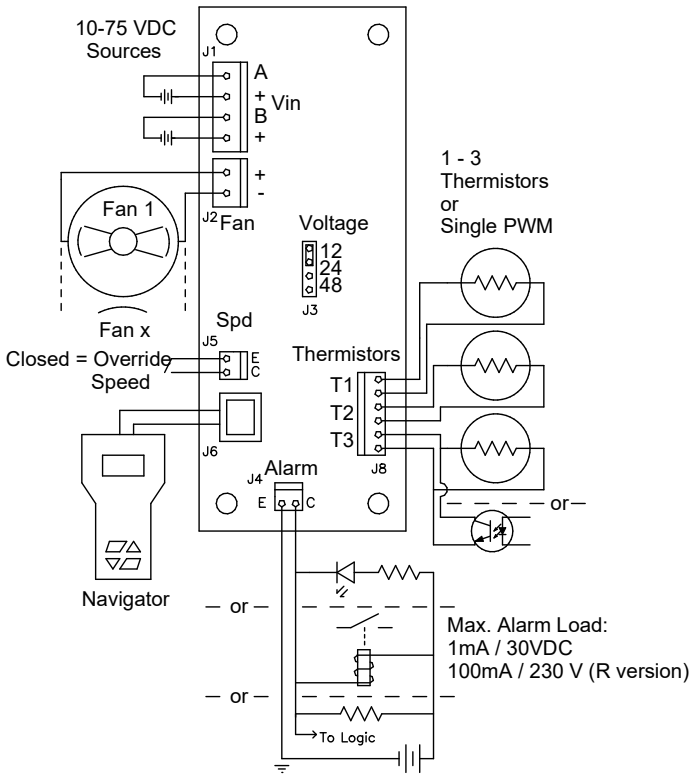 10-75 VDC
Sources
J1
A
+
Vin
B
+
+
-
J2
Fan
Fan 1
Fan x
Voltage
12
24
48
J3
1 - 3
Thermistors
or
Single PWM
Spd
J5
E
C
Closed = Override
Speed
Thermistors
T1
T2
T3
J8
J6
J4
Alarm
E
C
or
Navigator
or
Max. Alarm Load:
1mA / 30VDC
100mA / 230 V (R version)
or
To Logic